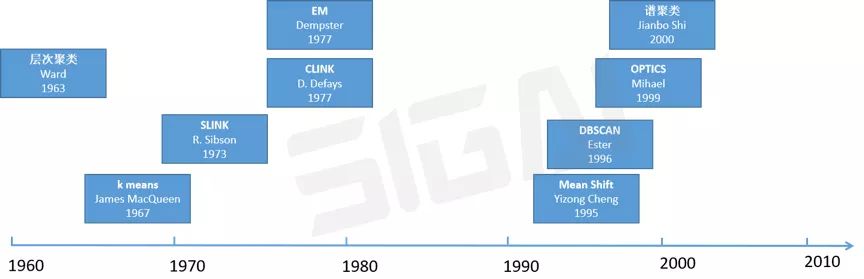 EM
Dempster
1977
谱聚类
Jianbo Shi
2000
层次聚类
Ward
1963
CLINK
D. Defays
1977
OPTICS
Mihael
1999
SLINK
R. Sibson
1973
DBSCAN
Ester
1996
k means
James MacQueen
1967
Mean Shift
Yizong Cheng
1995
SIGAI
1960 1970 1980 1990 2000 2010